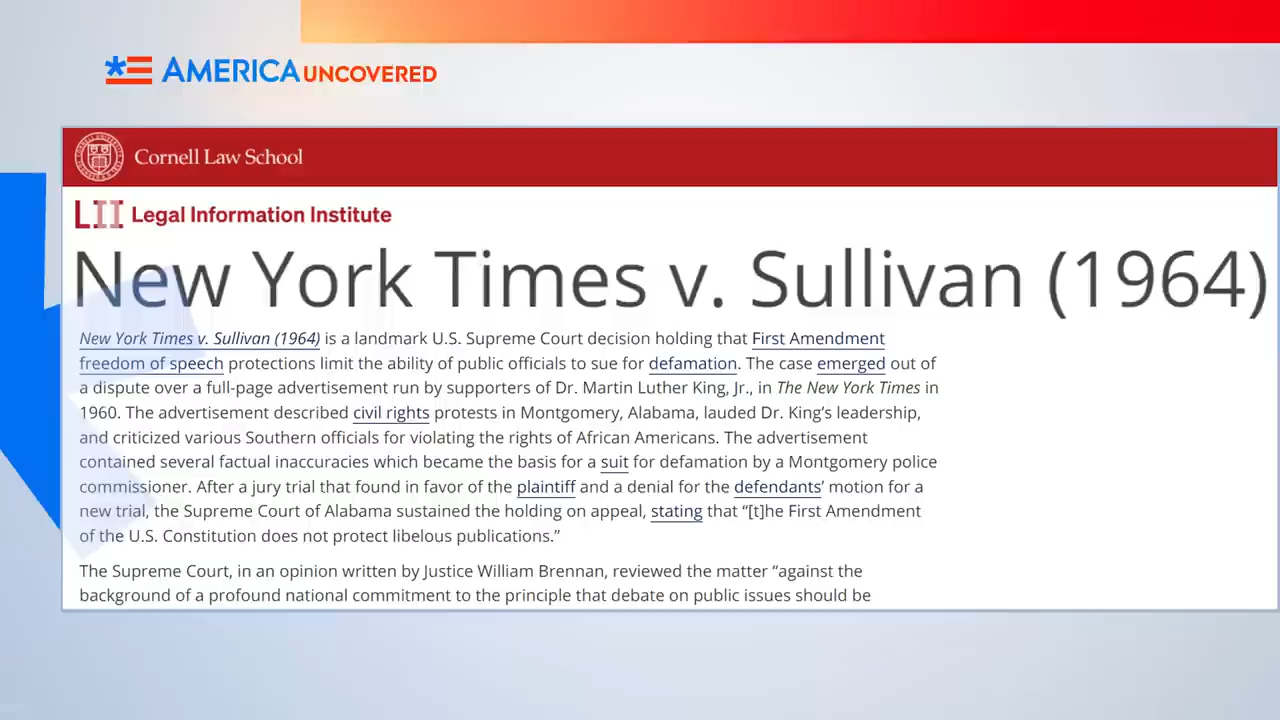 AMERICA UNCOVERED
Cornell Law School
LII Legal Information Institute
New York Times v. Sullivan (1964)
New York Times v. Sullivan (1964) is a landmark U.S. Supreme Court decision holding that First Amendment
freedom of speech protections limit the ability of public officials to sue for defamation. The case emerged out of
a dispute over a full-page advertisement run by supporters of Dr. Martin Luther King, Jr., in The New York Times in
1960. The advertisement described civil rights protests in Montgomery, Alabama, lauded Dr. King’s leadership,
and criticized various Southern officials for violating the rights of African Americans. The advertisement
contained several factual inaccuracies which became the basis for a suit for defamation by a Montgomery police
commissioner. After a jury trial that found in favor of the plaintiff and a denial for the defendants’ motion for a
new trial, the Supreme Court of Alabama sustained the holding on appeal, stating that “[t]he First Amendment
of the U.S. Constitution does not protect libelous publications.”
The Supreme Court, in an opinion written by Justice William Brennan, reviewed the matter “against the
background of a profound national commitment to the principle that debate on public issues should be